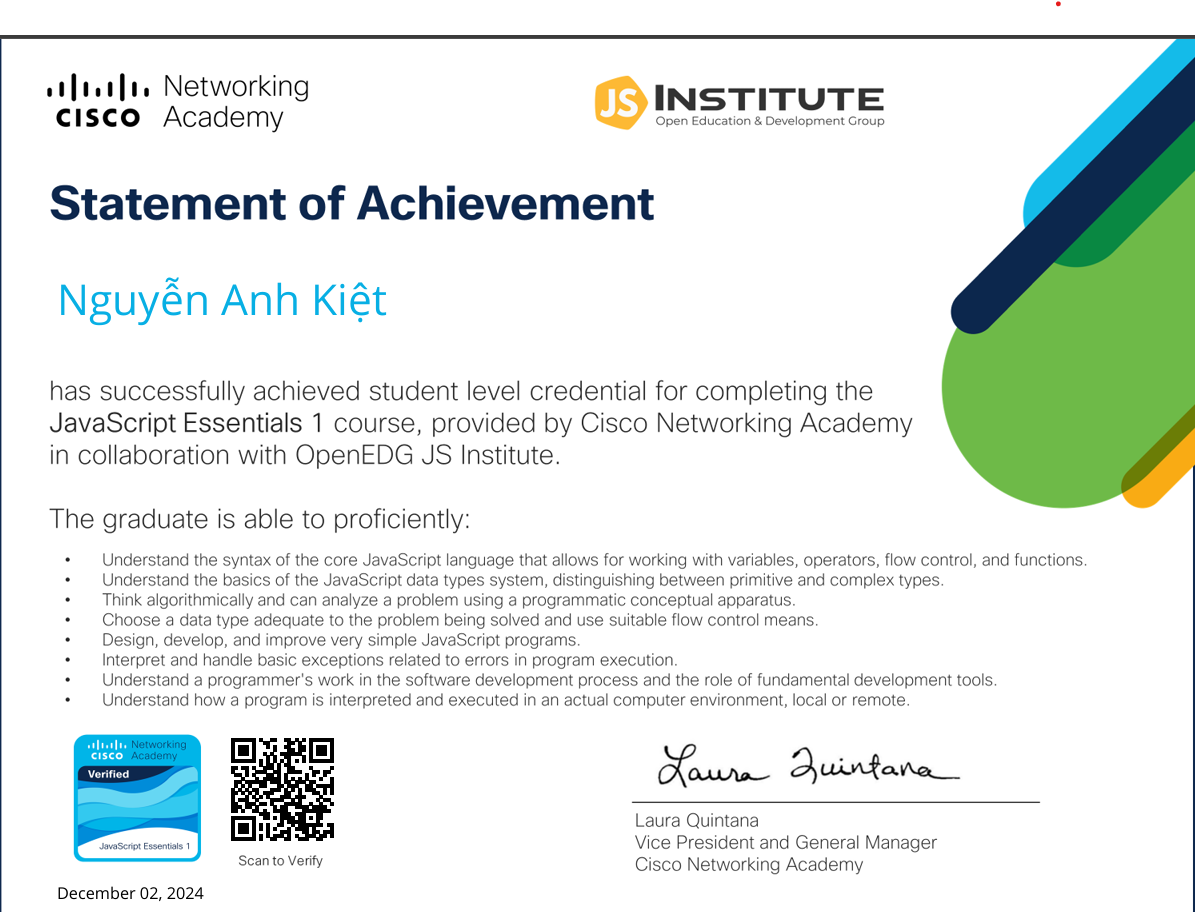 CISCO Networking Academy
JS INSTITUTE
Open Education & Development Group
Statement of Achievement
Nguyễn Anh Kiệt
has successfully achieved student level credential for completing the
JavaScript Essentials 1 course, provided by Cisco Networking Academy
in collaboration with OpenEDG JS Institute.
The graduate is able to proficiently:
• Understand the syntax of the core JavaScript language that allows for working with variables, operators, flow control, and functions.
• Understand the basics of the JavaScript data types system, distinguishing between primitive and complex types.
• Think algorithmically and can analyze a problem using a programmatic conceptual apparatus.
• Choose a data type adequate to the problem being solved and use suitable flow control means.
• Design, develop, and improve very simple JavaScript programs.
• Interpret and handle basic exceptions related to errors in program execution.
• Understand a programmer's work in the software development process and the role of fundamental development tools.
• Understand how a program is interpreted and executed in an actual computer environment, local or remote.
CISCO Networking Academy
Verified
JavaScript Essentials 1
Scan to Verify
December 02, 2024
Laura Quintana
Laura Quintana
Vice President and General Manager
Cisco Networking Academy